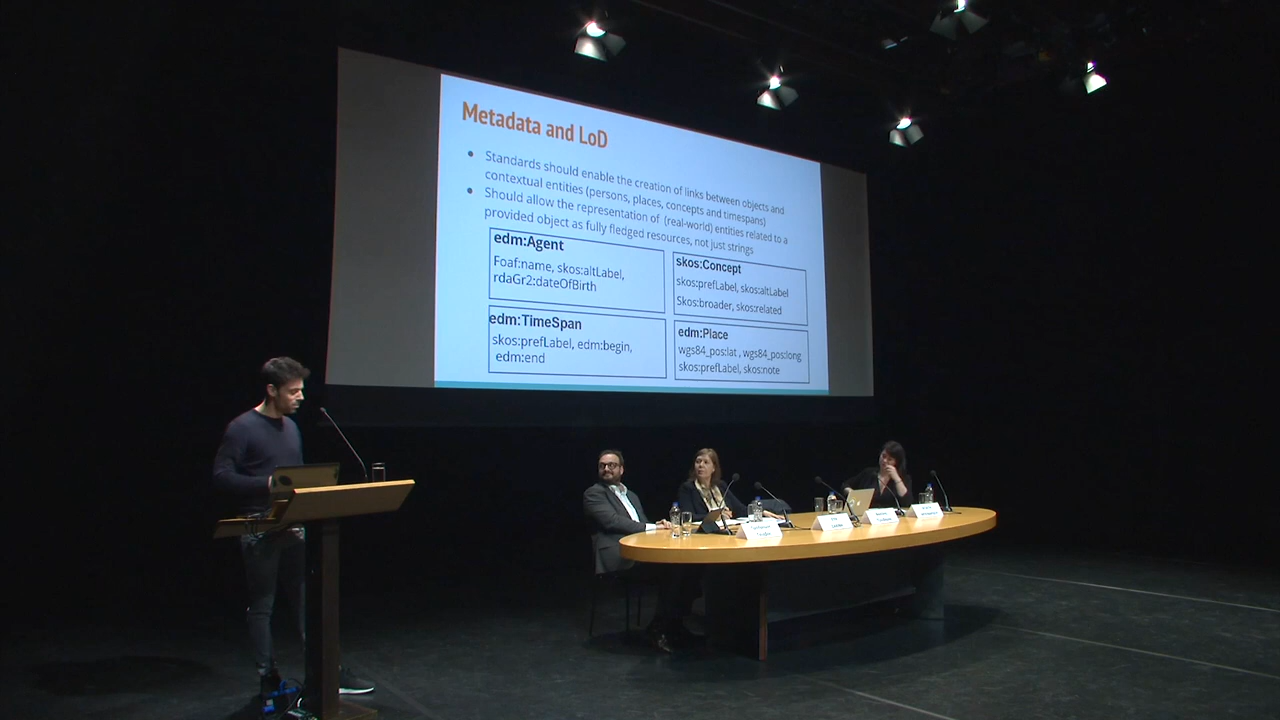 Metadata and LoD
• Standards should enable the creation of links between objects and
contextual entities (persons, places, concepts and timespans)
• Should allow the representation of (real-world) entities related to a
provided object as fully fledged resources, not just strings
edm:Agent
Foaf:name, skos:altLabel,
rdaGr2:dateOfBirth
skos:Concept
skos:prefLabel, skos:altLabel
Skos:broader, skos:related
edm:TimeSpan
skos:prefLabel, edm:begin,
edm:end
edm:Place
wgs84_pos:lat , wgs84_pos:long
skos:prefLabel, skos:note